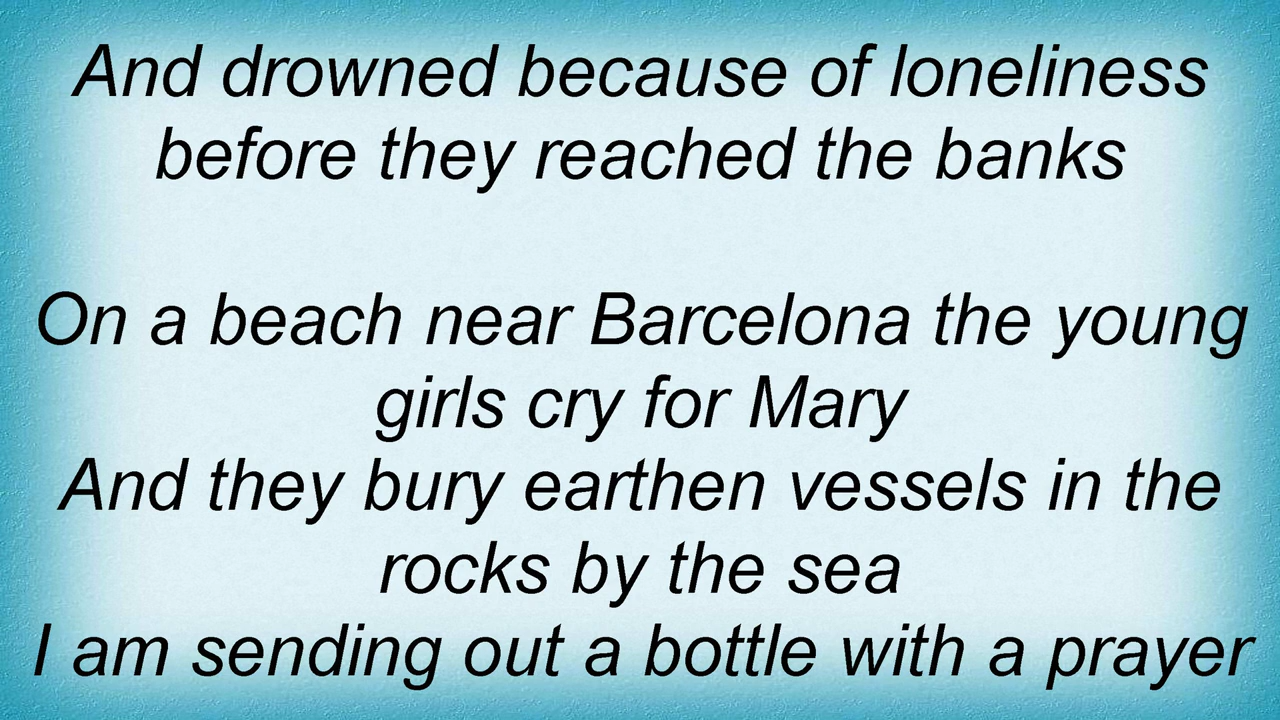 And drowned because of loneliness
before they reached the banks
On a beach near Barcelona the young
girls cry for Mary
And they bury earthen vessels in the
rocks by the sea
I am sending out a bottle with a prayer